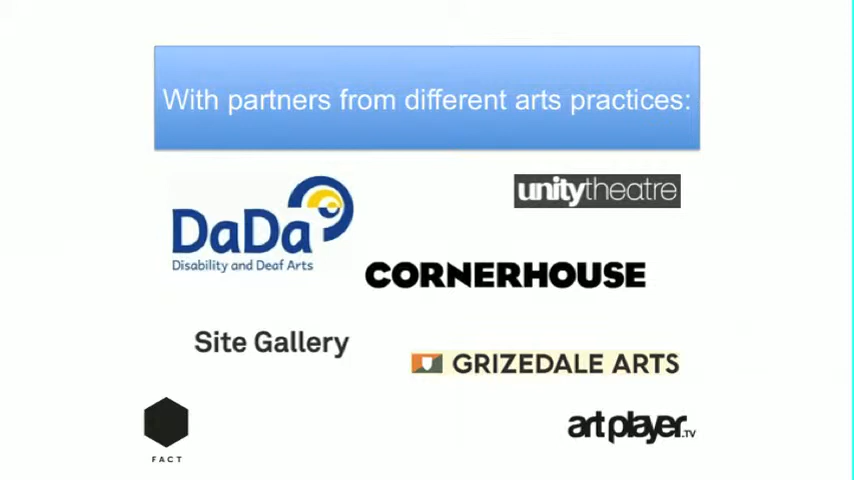 With partners from different arts practices:
DaDa
Disability and Deaf Arts
unitytheatre
CORNERHOUSE
Site Gallery
GRIZEDALE ARTS
FACT
artplayer.TV